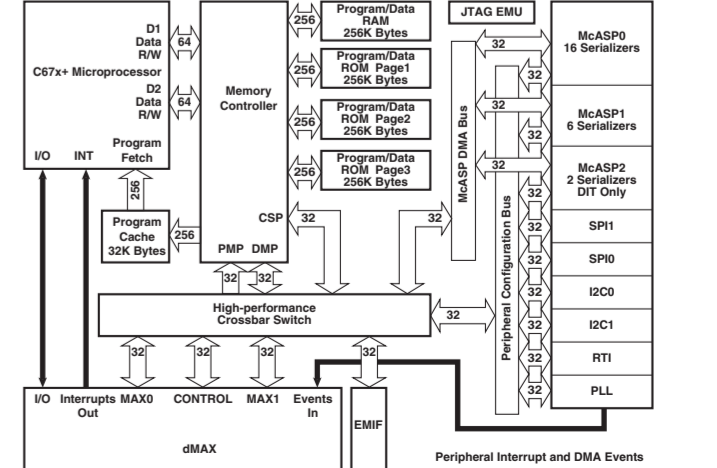 D1
Data
R/W
64
C67x+ Microprocessor
D2
Data
R/W
64
Program
Fetch
I/O
INT
256
Program
Cache
32K Bytes
256
Memory
Controller
CSP
PMP
DMP
32
32
32
256
Program/Data
RAM
256K Bytes
256
Program/Data
ROM Page1
256K Bytes
256
Program/Data
ROM Page2
256K Bytes
256
Program/Data
ROM Page3
256K Bytes
JTAG EMU
32
McASP DMA Bus
32
32
32
Peripheral Configuration Bus
32
32
32
32
32
32
32
32
32
McASP0
16 Serializers
McASP1
6 Serializers
McASP2
2 Serializers
DIT Only
SPI1
SPI0
I2C0
I2C1
RTI
PLL
High-performance
Crossbar Switch
32
32
32
32
32
I/O
Interrupts
Out
MAX0
CONTROL
MAX1
Events
In
dMAX
EMIF
Peripheral Interrupt and DMA Events